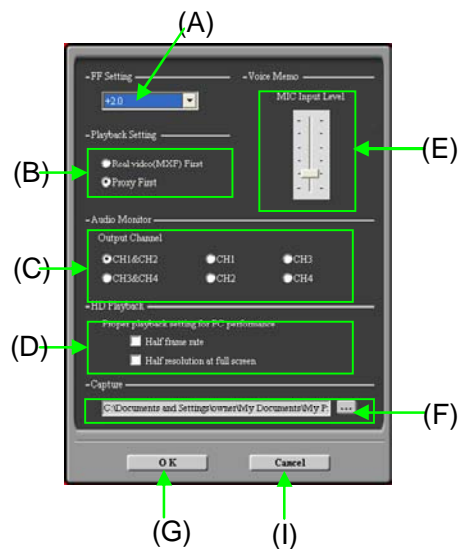 (A)
FF Setting
Voice Memo
+2.0
MIC Input Level
Playback Setting
(E)
(B)
Real video(MXF) First
Proxy First
Audio Monitor
Output Channel
(C)
CH1&CH2
CH1
CH3
CH3&CH4
CH2
CH4
HD Playback
Proper playback setting for PC performance
(D)
Half frame rate
Half resolution at full screen
Capture
C:\Documents and Settings\owner\My Documents\My P:
...
(F)
OK
Cancel
(G)
(I)